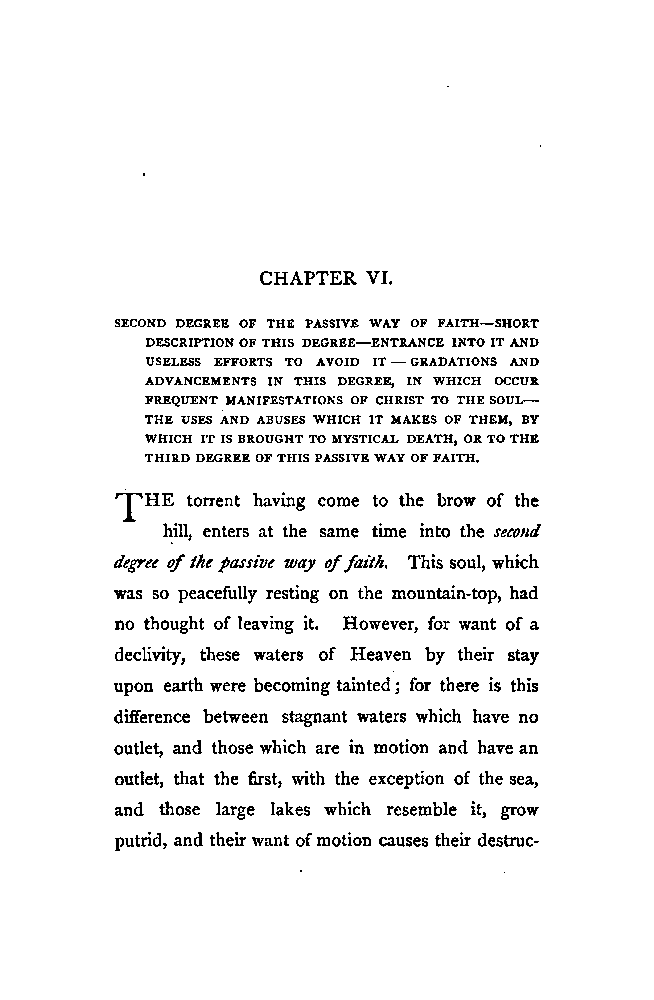 CHAPTER VI.
SECOND DEGREE OF THE PASSIVE WAY OF FAITH—SHORT
DESCRIPTION OF THIS DEGREE—ENTRANCE INTO IT AND
USELESS EFFORTS TO AVOID IT — GRADATIONS AND
ADVANCEMENTS IN THIS DEGREE, IN WHICH OCCUR
FREQUENT MANIFESTATIONS OF CHRIST TO THE SOUL—
THE USES AND ABUSES WHICH IT MAKES OF THEM, BY
WHICH IT IS BROUGHT TO MYSTICAL DEATH, OR TO THE
THIRD DEGREE OF THIS PASSIVE WAY OF FAITH.
THE torrent having come to the brow of the
hill, enters at the same time into the second
degree of the passive way of faith. This soul, which
was so peacefully resting on the mountain-top, had
no thought of leaving it. However, for want of a
declivity, these waters of Heaven by their stay
upon earth were becoming tainted; for there is this
difference between stagnant waters which have no
outlet, and those which are in motion and have an
outlet, that the first, with the exception of the sea,
and those large lakes which resemble it, grow
putrid, and their want of motion causes their destruc-